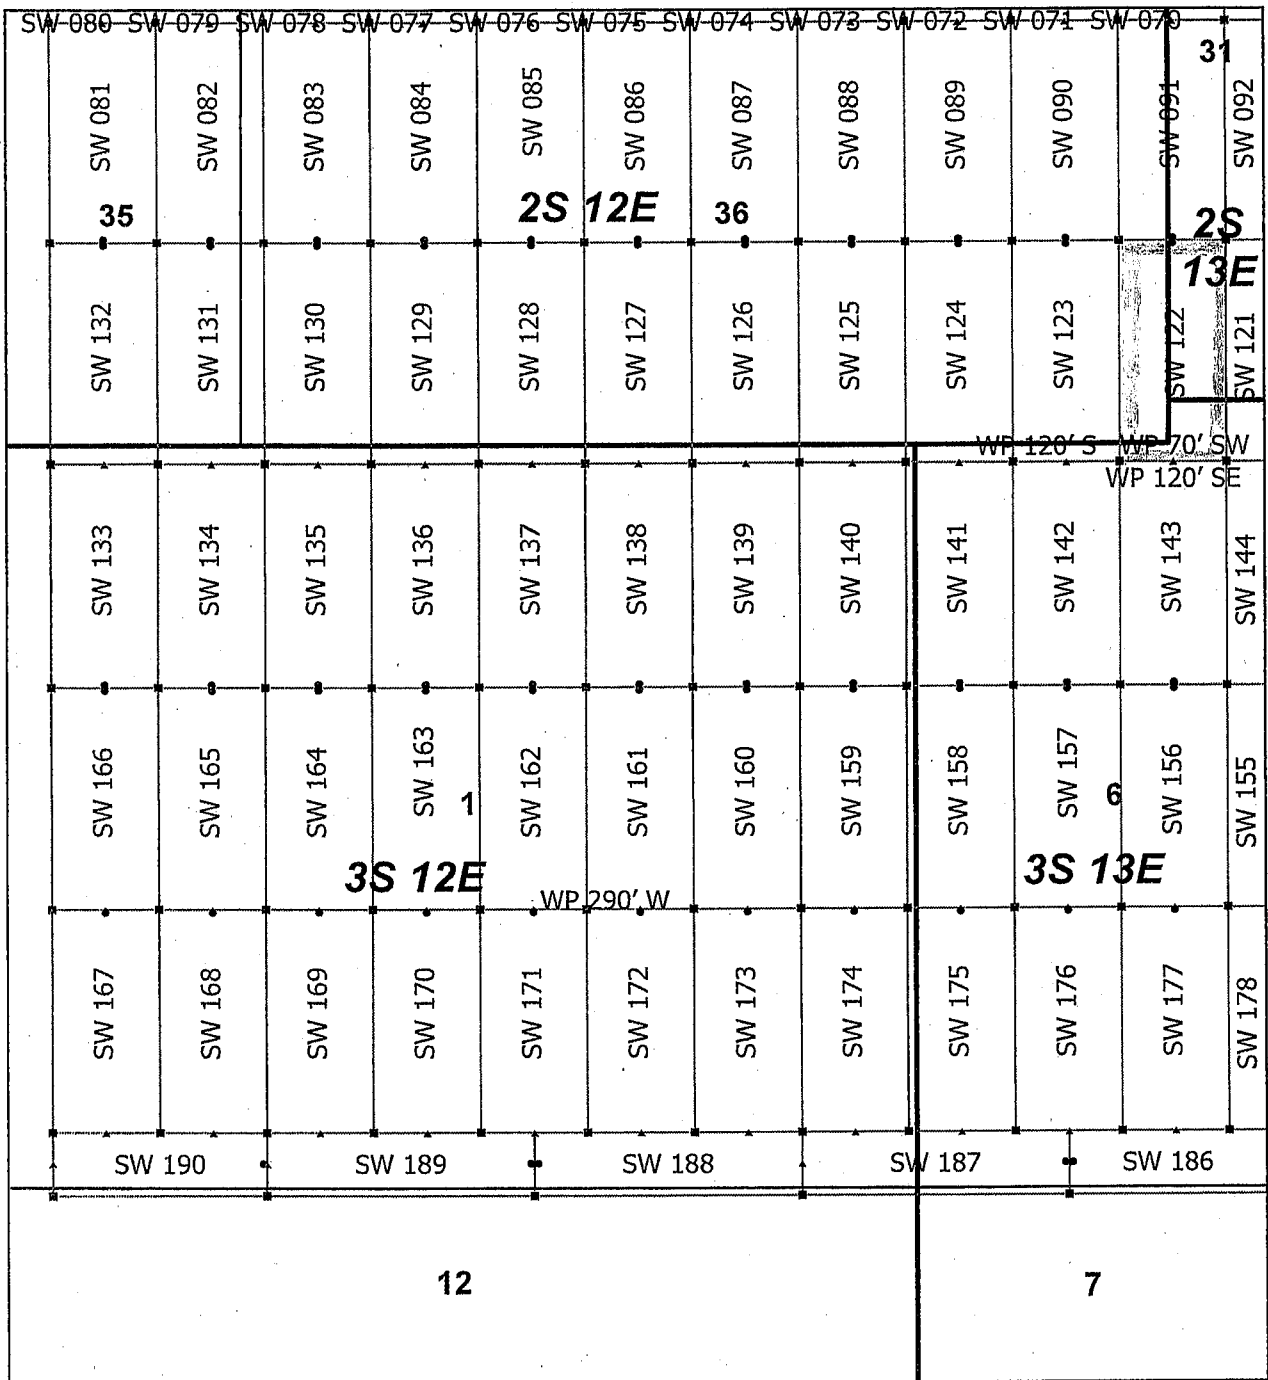 SW 080 SW 079 SW 078 SW 077 SW 076 SW 075 SW 074 SW 073 SW 072 SW 071 SW 070
31
SW 081 SW 082 SW 083 SW 084 SW 085 SW 086 SW 087 SW 088 SW 089 SW 090 SW 091 SW 092
35 2S 12E 36 2S
13E
SW 132 SW 131 SW 130 SW 129 SW 128 SW 127 SW 126 SW 125 SW 124 SW 123 SW 122 SW 121
WP 120' S WP 70' SW
WP 120' SE
SW 133 SW 134 SW 135 SW 136 SW 137 SW 138 SW 139 SW 140 SW 141 SW 142 SW 143 SW 144
SW 166 SW 165 SW 164 SW 163 SW 162 SW 161 SW 160 SW 159 SW 158 SW 157 SW 156 SW 155
1 6
3S 12E 3S 13E
WP 290' W
SW 167 SW 168 SW 169 SW 170 SW 171 SW 172 SW 173 SW 174 SW 175 SW 176 SW 177 SW 178
SW 190 SW 189 SW 188 SW 187 SW 186
12 7